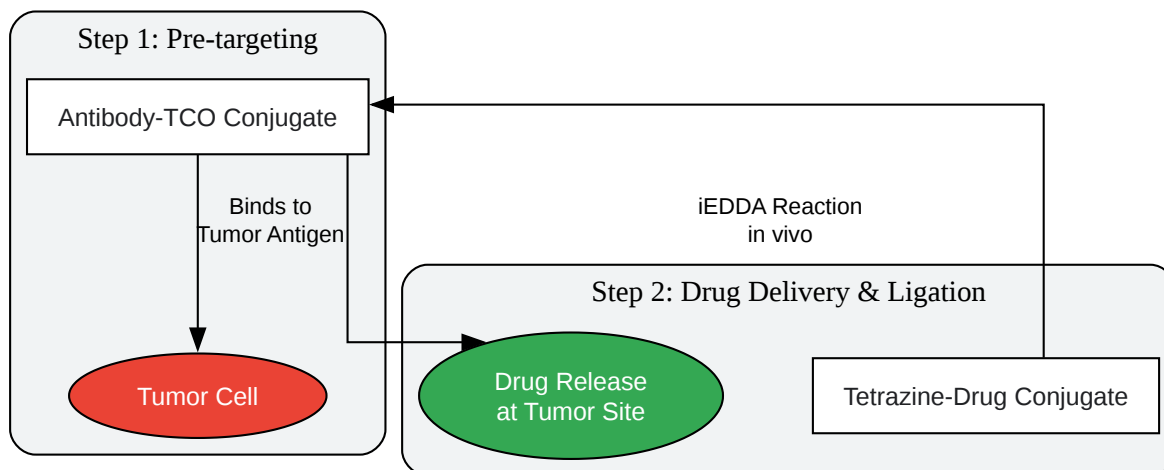 Step 1: Pre-targeting
Antibody-TCO Conjugate
Binds to
Tumor Antigen
Tumor Cell
iEDDA Reaction
in vivo
Step 2: Drug Delivery & Ligation
Drug Release
at Tumor Site
Tetrazine-Drug Conjugate